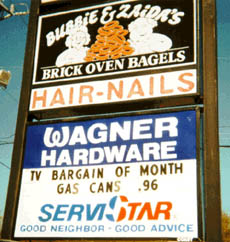 BUBBIE & ZAIDA'S
BRICK OVEN BAGELS
HAIR-NAILS
WAGNER
HARDWARE
TV BARGAIN OF MONTH
GAS CANS .96
SERVISTAR
GOOD NEIGHBOR - GOOD ADVICE